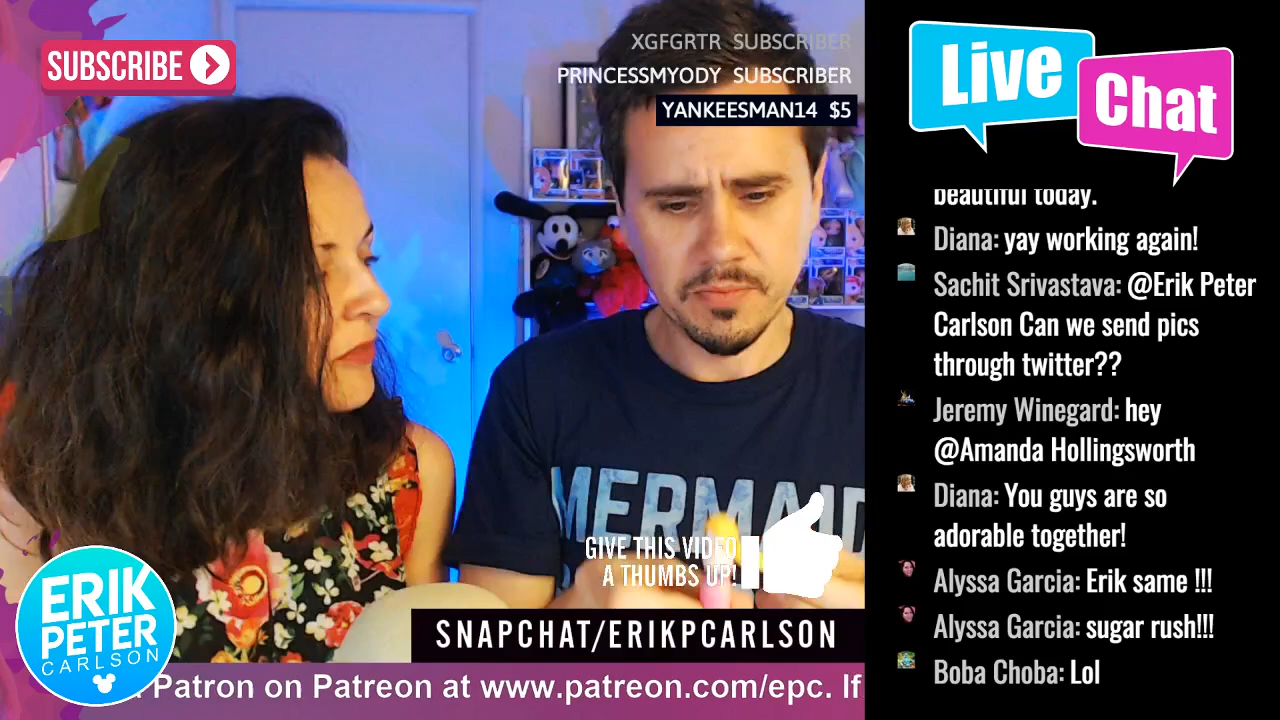 SUBSCRIBE
XGFGRTR SUBSCRIBER
PRINCESSMYODY SUBSCRIBER
YANKEESMAN14 $5
MERMAID
GIVE THIS VIDEO
A THUMBS UP!
SNAPCHAT/ERIKPCARLSON
ERIK
PETER
CARLSON
. Patron on Patreon at www.patreon.com/epc. If
Live
Chat
beautiful today.
Diana: yay working again!
Sachit Srivastava: @Erik Peter
Carlson Can we send pics
through twitter??
Jeremy Winegard: hey
@Amanda Hollingsworth
Diana: You guys are so
adorable together!
Alyssa Garcia: Erik same !!!
Alyssa Garcia: sugar rush!!!
Boba Choba: Lol